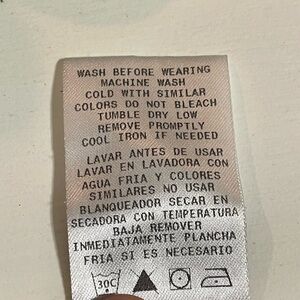 WASH BEFORE WEARING
MACHINE WASH
COLD WITH SIMILAR
COLORS DO NOT BLEACH
TUMBLE DRY LOW
REMOVE PROMPTLY
COOL IRON IF NEEDED
LAVAR ANTES DE USAR
LAVAR EN LAVADORA CON
AGUA FRIA Y COLORES
SIMILARES NO USAR
BLANQUEADOR SECAR EN
SECADORA CON TEMPERATURA
BAJA REMOVER
INMEDIATAMENTE PLANCHA
FRIA SI ES NECESARIO
30C